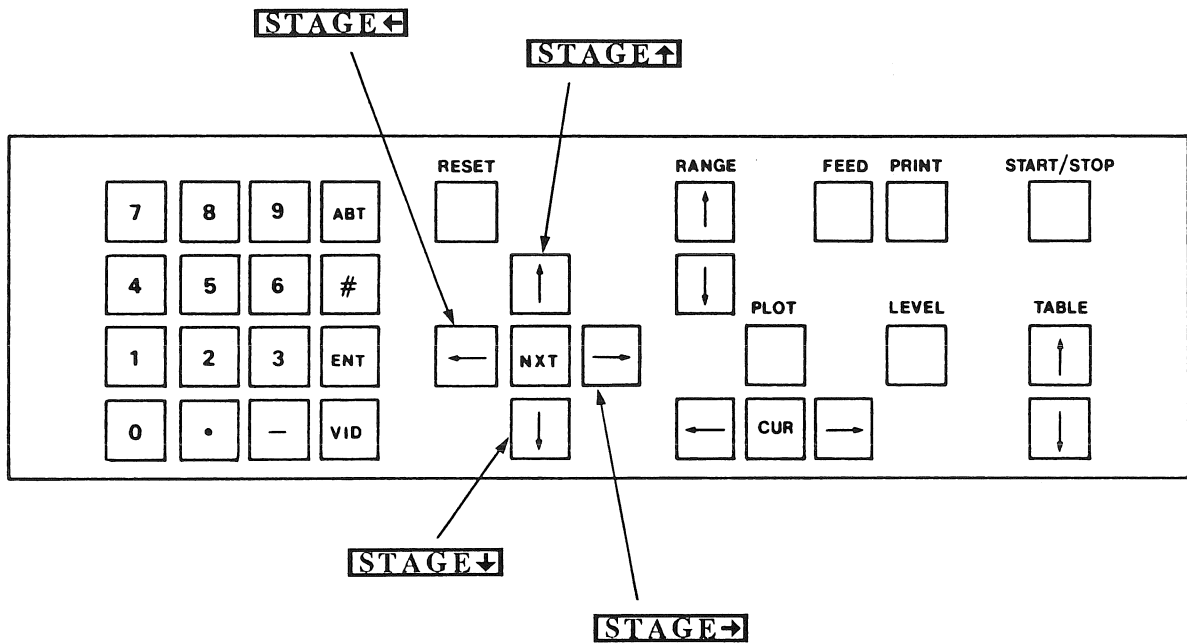 STAGE←
STAGE↑
RESET RANGE FEED PRINT START/STOP
7 8 9 ABT ↑
4 5 6 # ↑ ↓
PLOT LEVEL TABLE
1 2 3 ENT ← NXT → ↑
0 • — VID ↓ ← CUR → ↓
STAGE↓
STAGE→